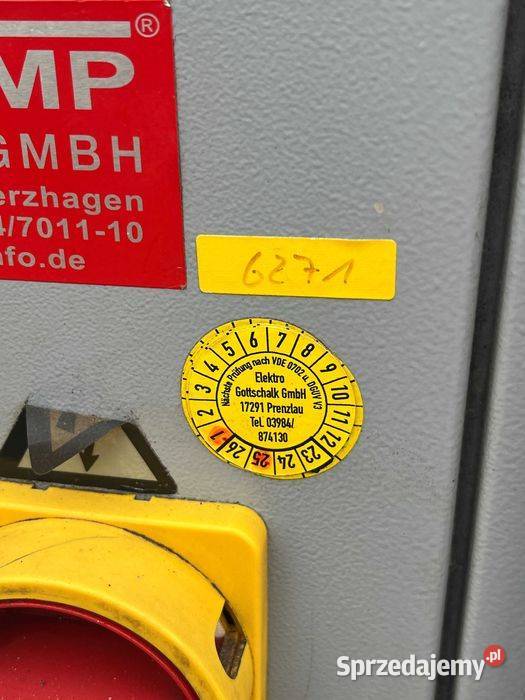 MP®
GMBH
erzhagen
4/7011-10
nfo.de
6271
1 2 3 4 5 6 7 8 9 10 11 12
Nächste Prüfung nach VDE 0702 u. DGUV V3
Elektro
Gottschalk GmbH
17291 Prenzlau
Tel. 03984/
874130
26 25 24 23
Sprzedajemy.pl